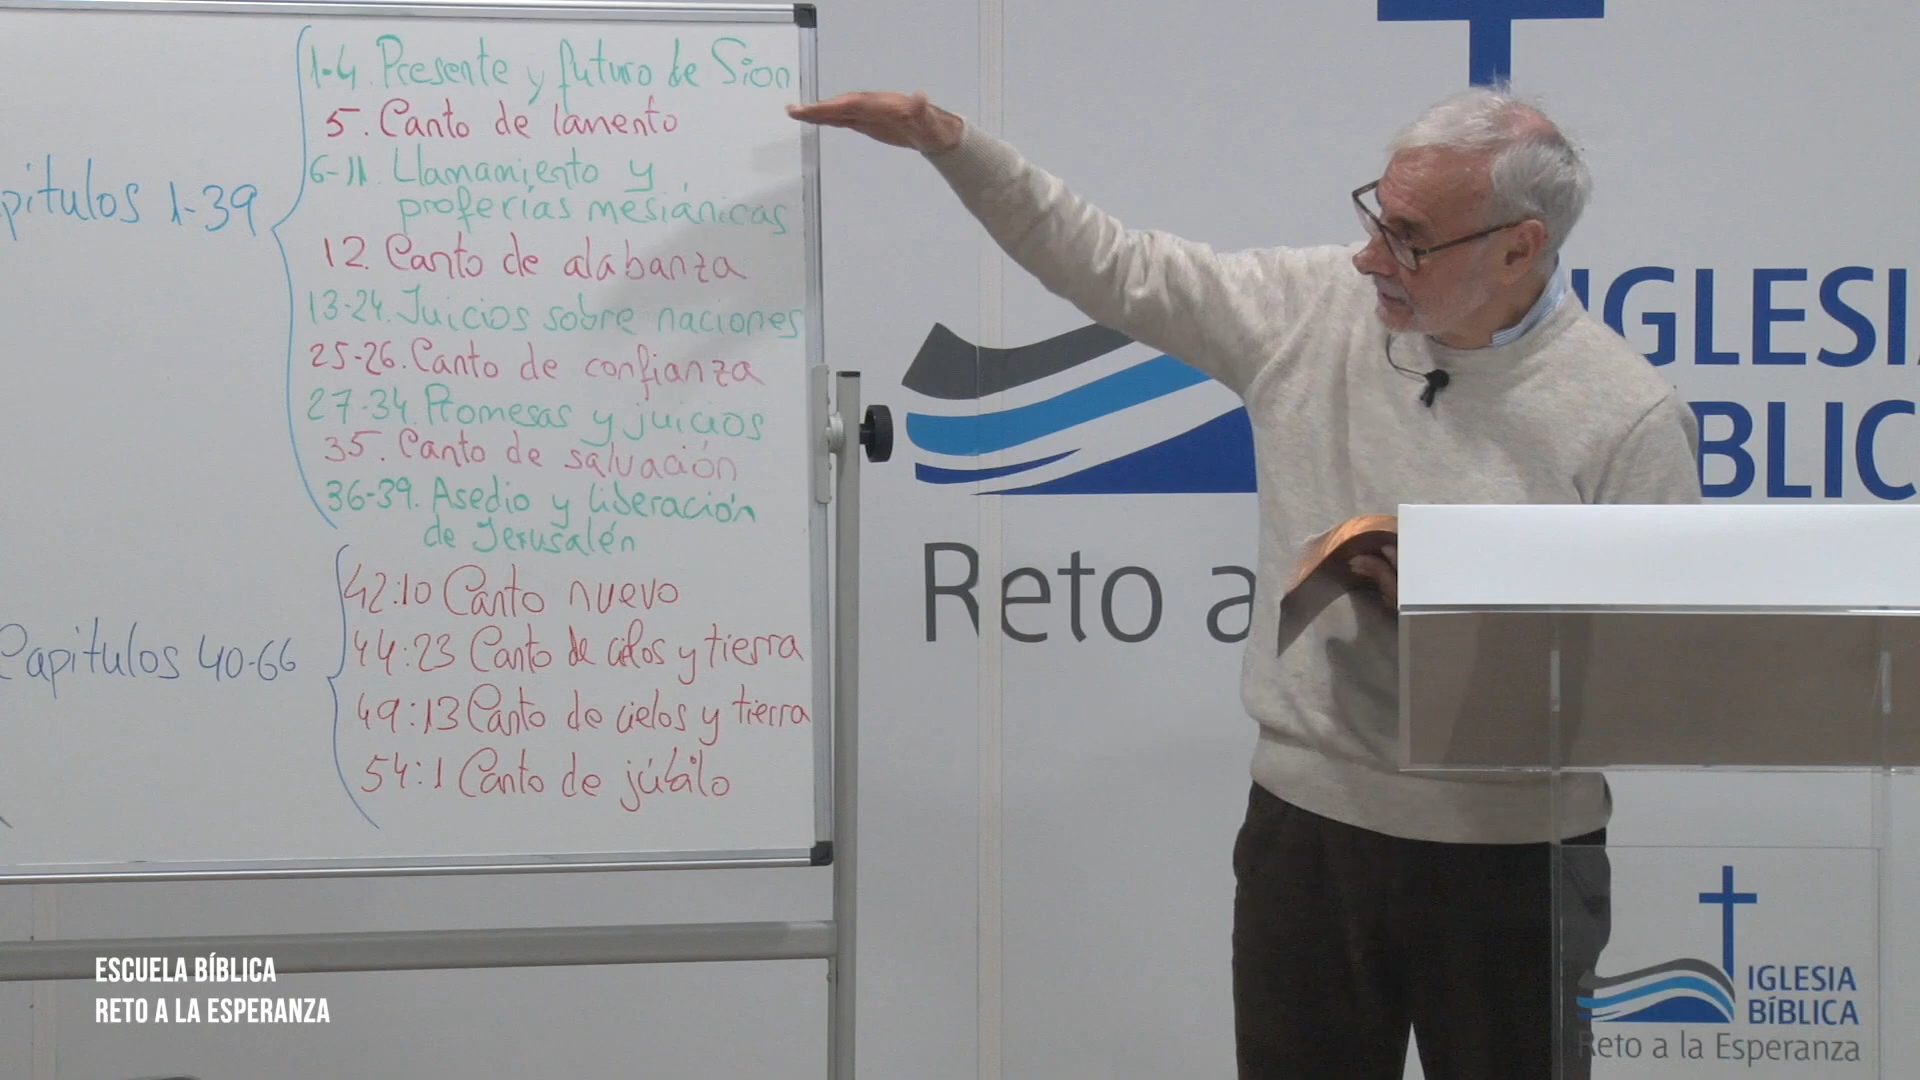 1-4. Presente y futuro de Sion
5. Canto de lamento
6-11. Llamamiento y
proferías mesiánicas
12. Canto de alabanza
13-24. Juicios sobre naciones
25-26. Canto de confianza
27-34. Promesas y juicios
35. Canto de salvación
36-39. Asedio y liberación
de Jerusalén
pítulos 1-39
42:10 Canto nuevo
44:23 Canto de cielos y tierra
49:13 Canto de cielos y tierra
54:1 Canto de júbilo
Capítulos 40-66
IGLESI
BLIC
Reto a
IGLESIA
BÍBLICA
Reto a la Esperanza
ESCUELA BÍBLICA
RETO A LA ESPERANZA